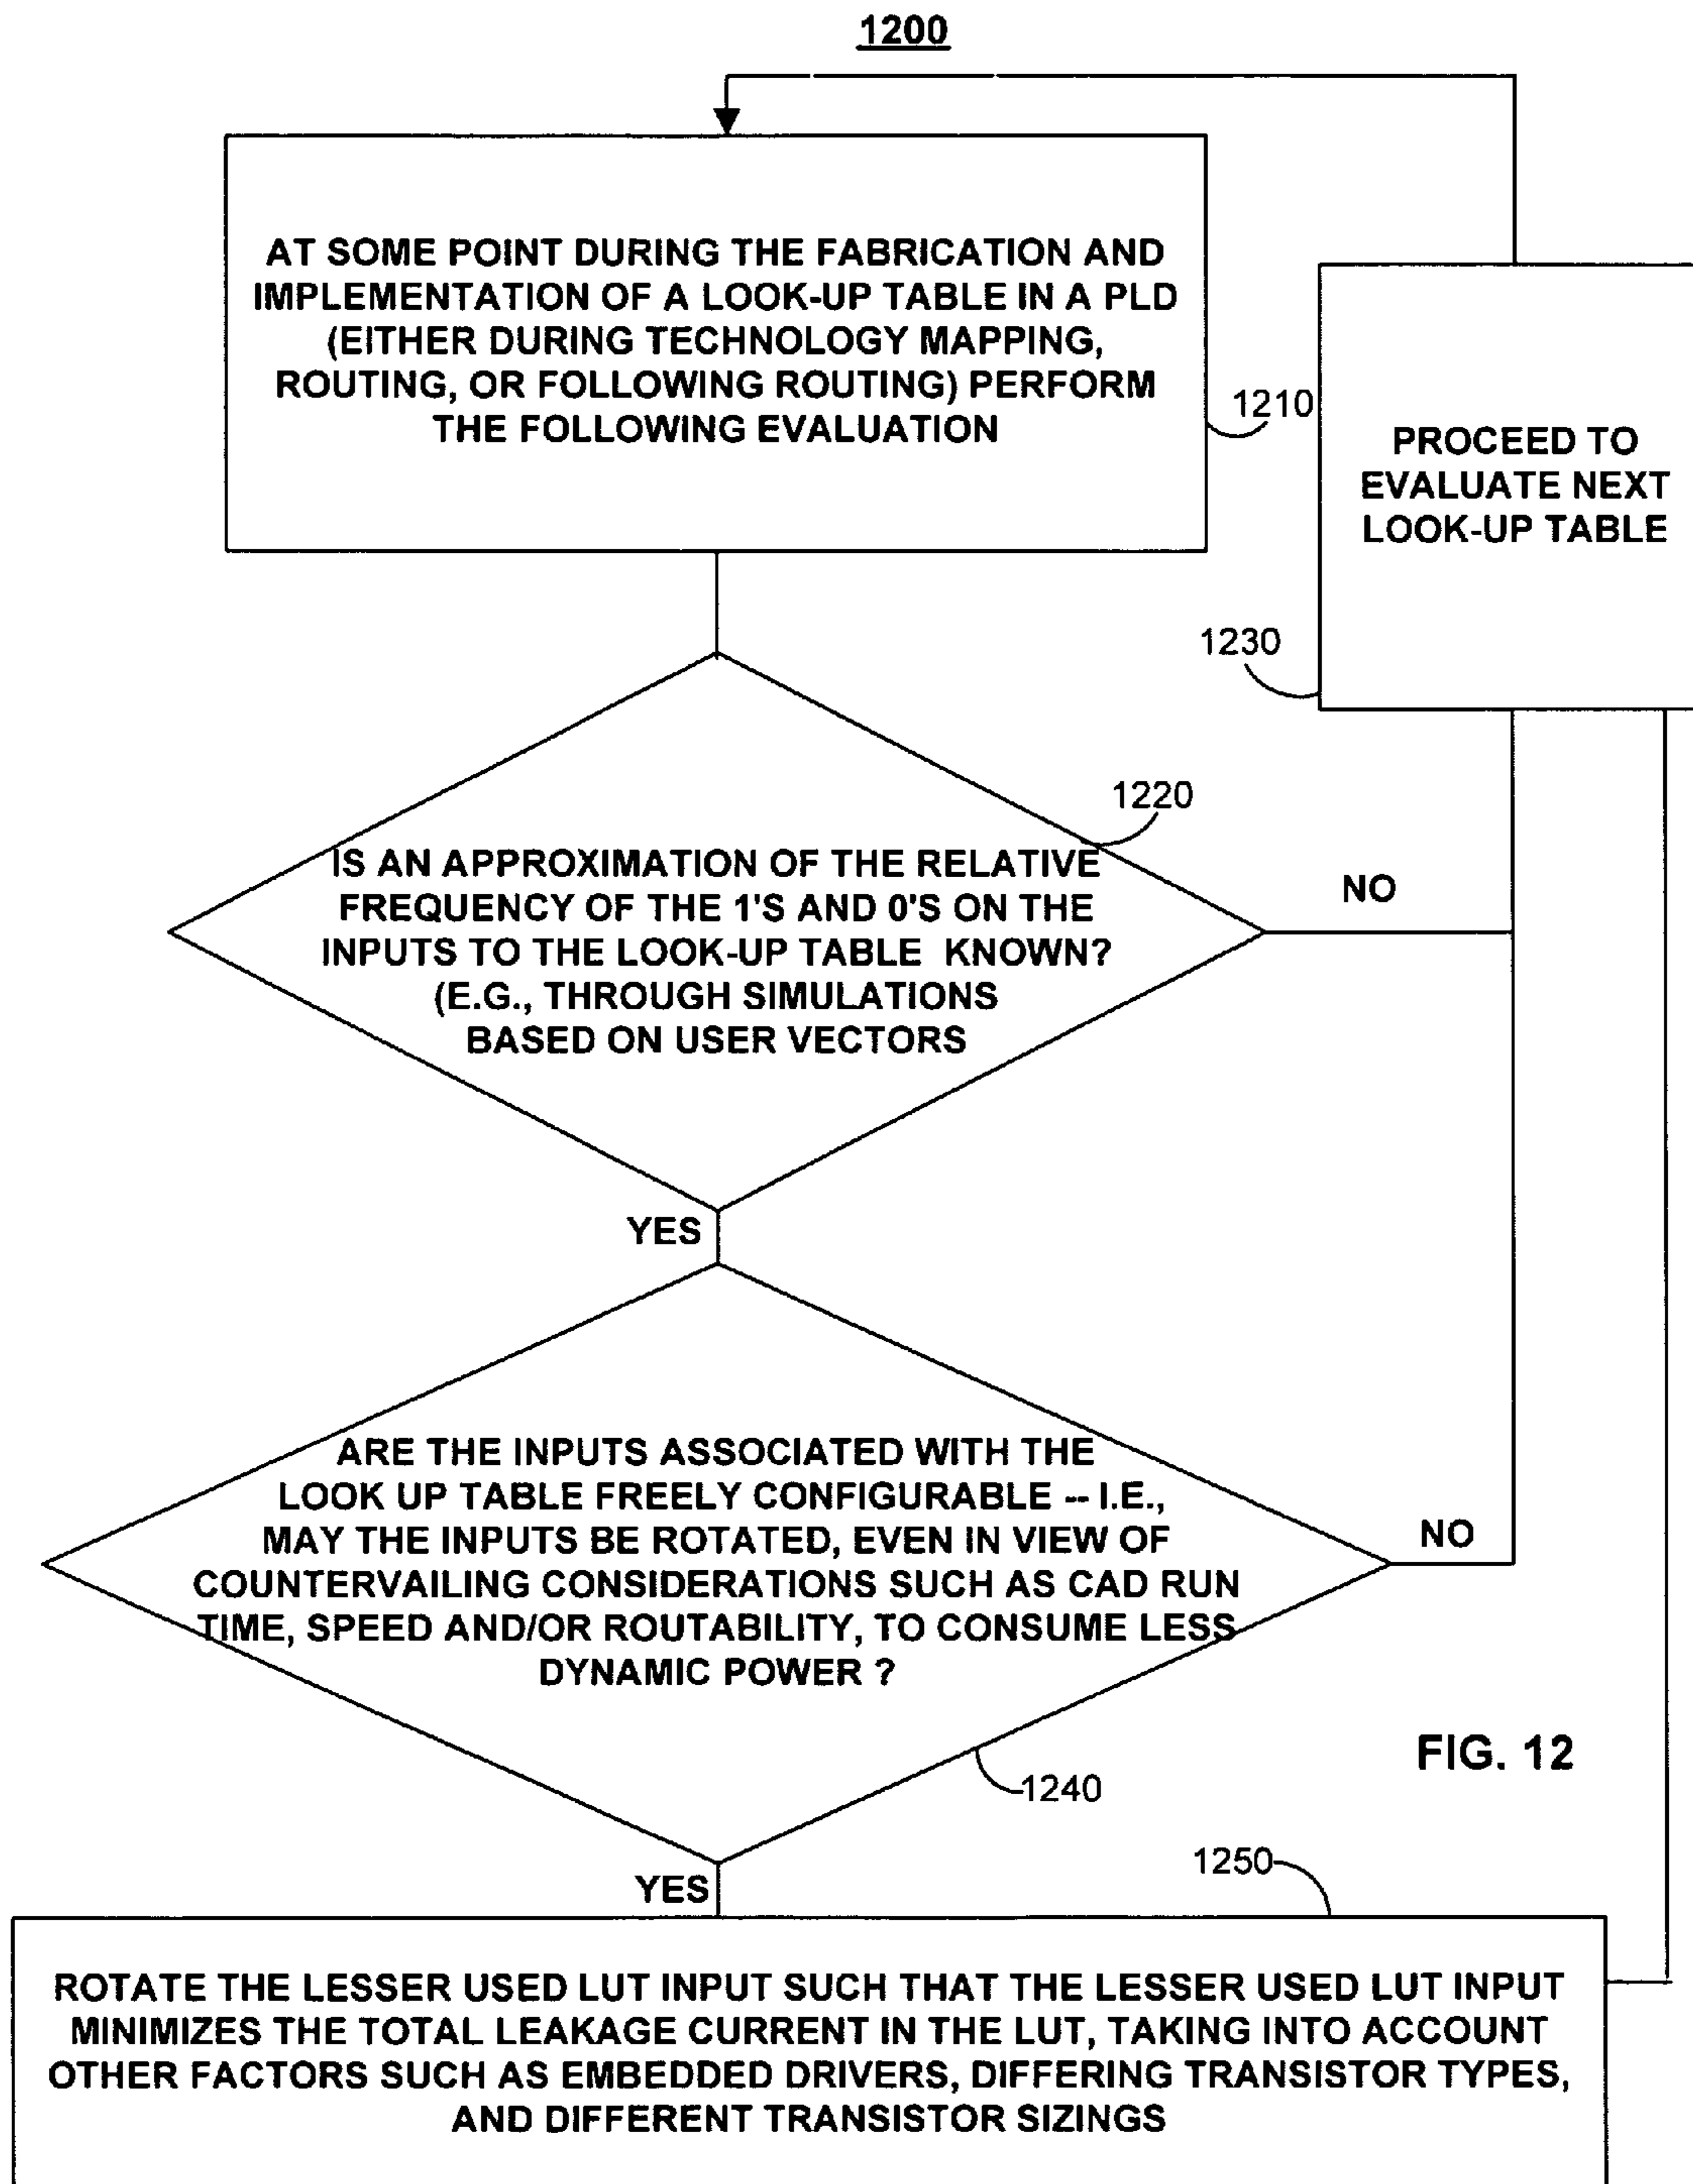 1200
AT SOME POINT DURING THE FABRICATION AND
IMPLEMENTATION OF A LOOK-UP TABLE IN A PLD
(EITHER DURING TECHNOLOGY MAPPING,
ROUTING, OR FOLLOWING ROUTING) PERFORM
THE FOLLOWING EVALUATION
1210
PROCEED TO
EVALUATE NEXT
LOOK-UP TABLE
1230
1220
IS AN APPROXIMATION OF THE RELATIVE
FREQUENCY OF THE 1'S AND 0'S ON THE
INPUTS TO THE LOOK-UP TABLE KNOWN?
(E.G., THROUGH SIMULATIONS
BASED ON USER VECTORS
NO
YES
ARE THE INPUTS ASSOCIATED WITH THE
LOOK UP TABLE FREELY CONFIGURABLE -- I.E.,
MAY THE INPUTS BE ROTATED, EVEN IN VIEW OF
COUNTERVAILING CONSIDERATIONS SUCH AS CAD RUN
TIME, SPEED AND/OR ROUTABILITY, TO CONSUME LESS
DYNAMIC POWER ?
NO
FIG. 12
1240
YES
1250
ROTATE THE LESSER USED LUT INPUT SUCH THAT THE LESSER USED LUT INPUT
MINIMIZES THE TOTAL LEAKAGE CURRENT IN THE LUT, TAKING INTO ACCOUNT
OTHER FACTORS SUCH AS EMBEDDED DRIVERS, DIFFERING TRANSISTOR TYPES,
AND DIFFERENT TRANSISTOR SIZINGS